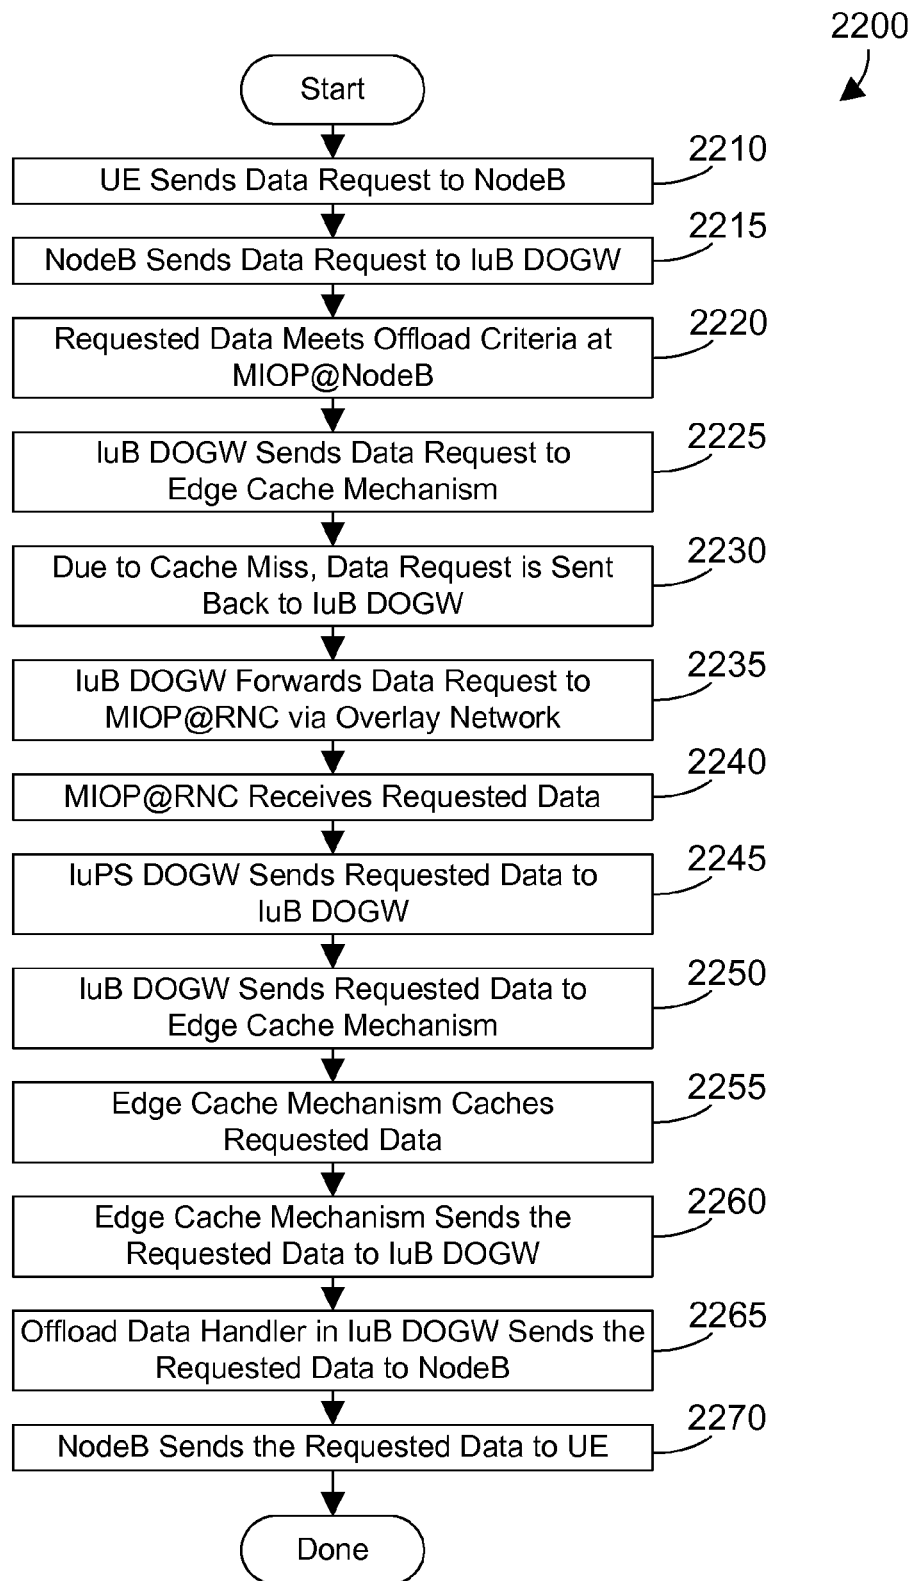 2200
Start
UE Sends Data Request to NodeB
2210
NodeB Sends Data Request to IuB DOGW
2215
Requested Data Meets Offload Criteria at
MIOP@NodeB
2220
IuB DOGW Sends Data Request to
Edge Cache Mechanism
2225
Due to Cache Miss, Data Request is Sent
Back to IuB DOGW
2230
IuB DOGW Forwards Data Request to
MIOP@RNC via Overlay Network
2235
MIOP@RNC Receives Requested Data
2240
IuPS DOGW Sends Requested Data to
IuB DOGW
2245
IuB DOGW Sends Requested Data to
Edge Cache Mechanism
2250
Edge Cache Mechanism Caches
Requested Data
2255
Edge Cache Mechanism Sends the
Requested Data to IuB DOGW
2260
Offload Data Handler in IuB DOGW Sends the
Requested Data to NodeB
2265
NodeB Sends the Requested Data to UE
2270
Done